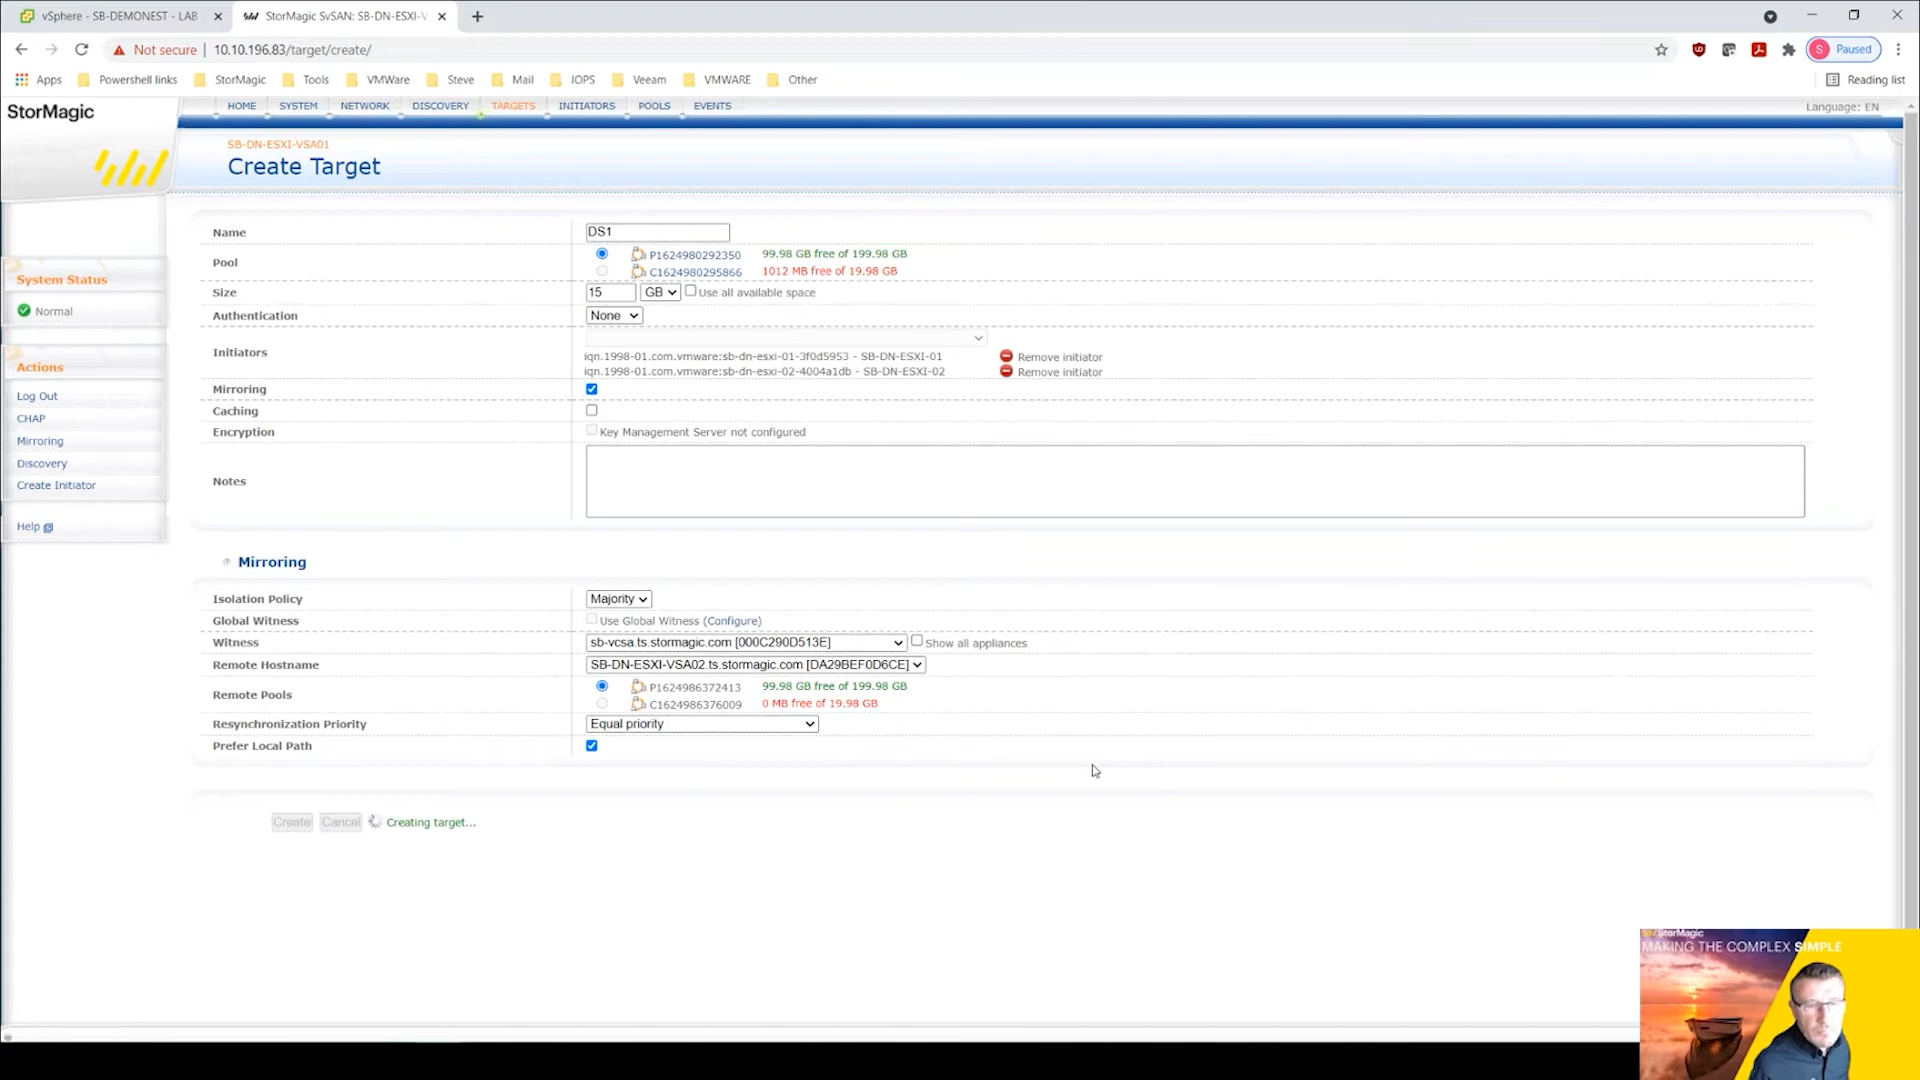 vSphere - SB-DEMONEST - LAB
StorMagic SvSAN: SB-DN-ESXI-V
Not secure | 10.10.196.83/target/create/
S Paused
Apps Powershell links StorMagic Tools VMWare Steve Mail IOPS Veeam VMWARE Other Reading list
StorMagic
HOME SYSTEM NETWORK DISCOVERY TARGETS INITIATORS POOLS EVENTS
Language: EN
SB-DN-ESXI-VSA01
Create Target
System Status
Normal
Actions
Log Out
CHAP
Mirroring
Discovery
Create Initiator
Help
Name DS1
Pool P1624980292350 99.98 GB free of 199.98 GB
C1624980295866 1012 MB free of 19.98 GB
Size 15 GB Use all available space
Authentication None
Initiators
iqn.1998-01.com.vmware:sb-dn-esxi-01-3f0d5953 - SB-DN-ESXI-01 Remove initiator
iqn.1998-01.com.vmware:sb-dn-esxi-02-4004a1db - SB-DN-ESXI-02 Remove initiator
Mirroring
Caching
Encryption Key Management Server not configured
Notes
Mirroring
Isolation Policy Majority
Global Witness Use Global Witness (Configure)
Witness sb-vcsa.ts.stormagic.com [000C290D513E] Show all appliances
Remote Hostname SB-DN-ESXI-VSA02.ts.stormagic.com [DA29BEF0D6CE]
Remote Pools P1624986372413 99.98 GB free of 199.98 GB
C1624986376009 0 MB free of 19.98 GB
Resynchronization Priority Equal priority
Prefer Local Path
Create Cancel Creating target...
StorMagic
MAKING THE COMPLEX SIMPLE